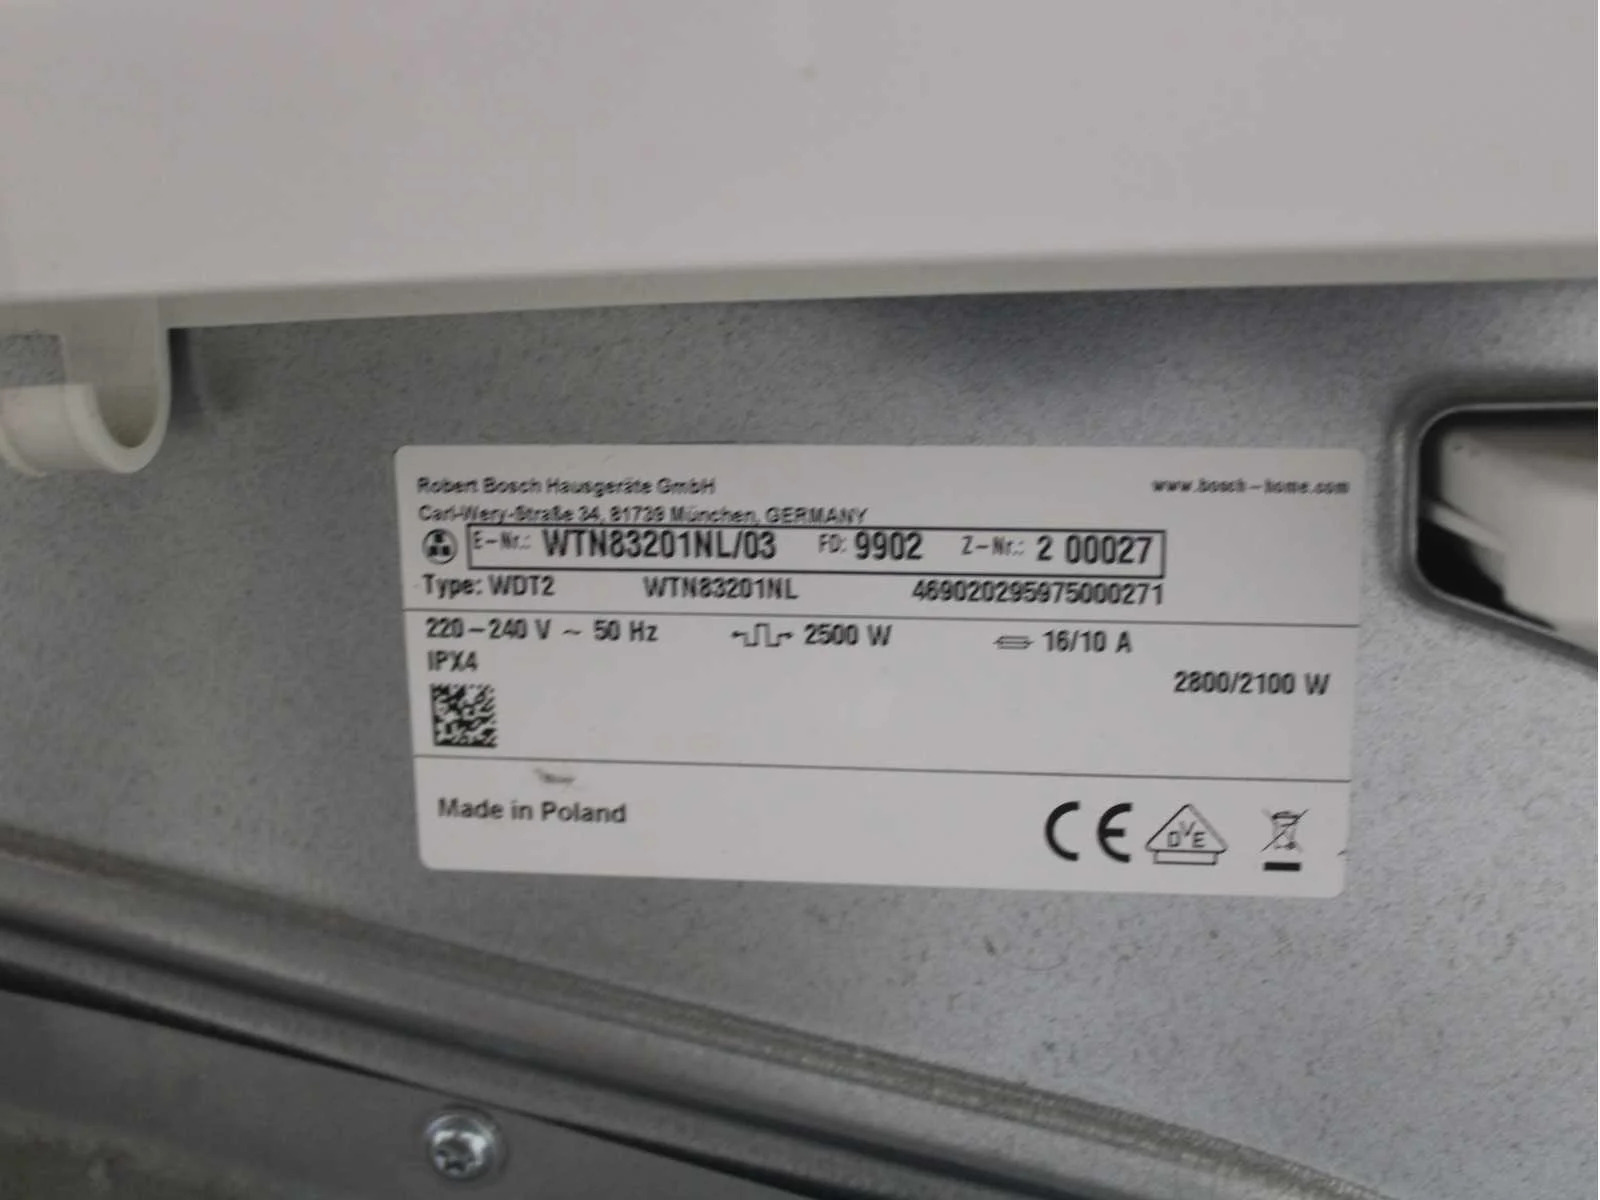 Robert Bosch Hausgeräte GmbH www.bosch-home.com
Carl-Wery-Straße 34, 81739 München, GERMANY
E-Nr.: WTN83201NL/03 FD: 9902 Z-Nr.: 2 00027
Type: WDT2 WTN83201NL 469020295975000271
220-240 V ~ 50 Hz 2500 W 16/10 A
IPX4
2800/2100 W
Made in Poland
CE DVE